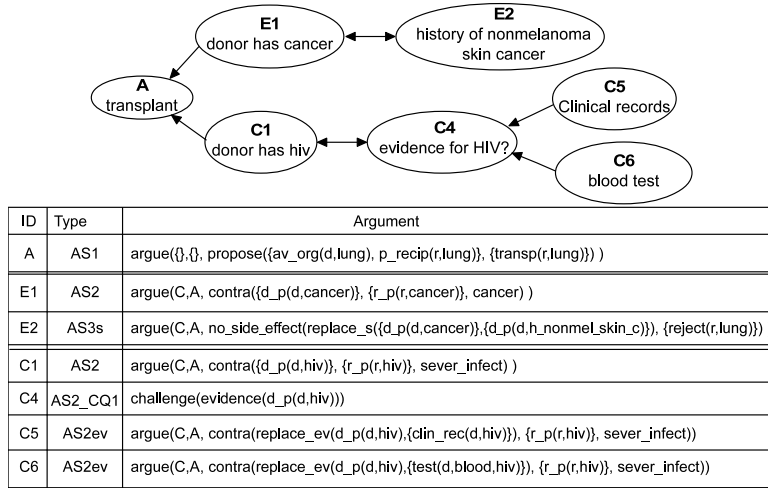 E1
donor has cancer
E2
history of nonmelanoma
skin cancer
A
transplant
C5
Clinical records
C1
donor has hiv
C4
evidence for HIV?
C6
blood test
ID Type Argument
A AS1 argue({},{}, propose({av_org(d,lung), p_recip(r,lung)}, {transp(r,lung)}) )
E1 AS2 argue(C,A, contra({d_p(d,cancer)}, {r_p(r,cancer)}, cancer) )
E2 AS3s argue(C,A, no_side_effect(replace_s({d_p(d,cancer)},{d_p(d,h_nonmel_skin_c)}), {reject(r,lung)})
C1 AS2 argue(C,A, contra({d_p(d,hiv)}, {r_p(r,hiv)}, sever_infect) )
C4 AS2_CQ1 challenge(evidence(d_p(d,hiv)))
C5 AS2ev argue(C,A, contra(replace_ev(d_p(d,hiv),{clin_rec(d,hiv)}), {r_p(r,hiv)}, sever_infect))
C6 AS2ev argue(C,A, contra(replace_ev(d_p(d,hiv),{test(d,blood,hiv)}), {r_p(r,hiv)}, sever_infect))